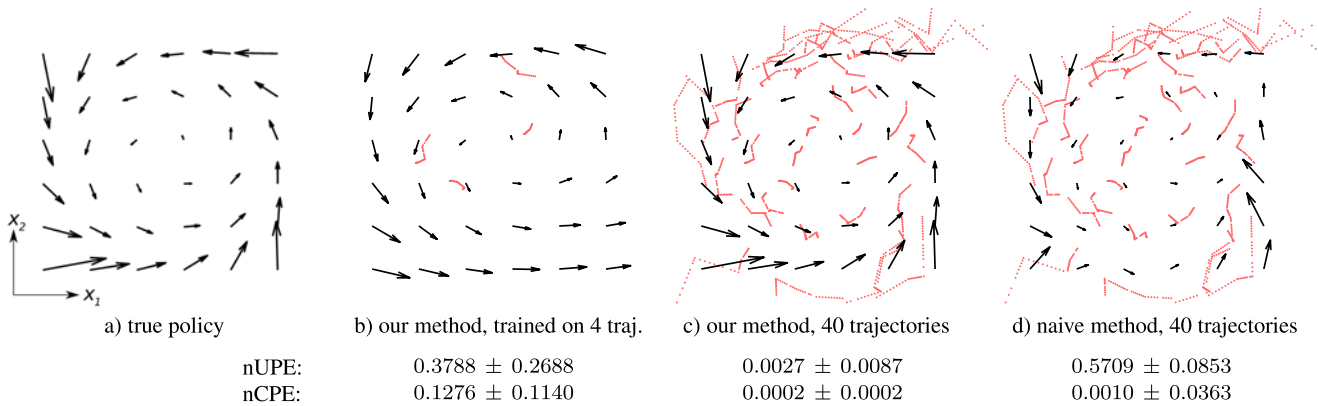 x₂
x₁
a) true policy
b) our method, trained on 4 traj.
c) our method, 40 trajectories
d) naive method, 40 trajectories
nUPE: 0.3788 ± 0.2688 0.0027 ± 0.0087 0.5709 ± 0.0853
nCPE: 0.1276 ± 0.1140 0.0002 ± 0.0002 0.0010 ± 0.0363